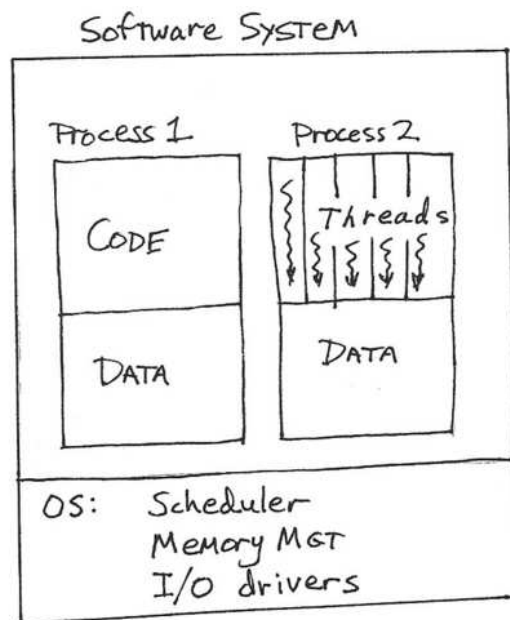 Software System
Process 1
Process 2
CODE
Threads
DATA
DATA
OS: Scheduler
Memory MGT
I/O drivers